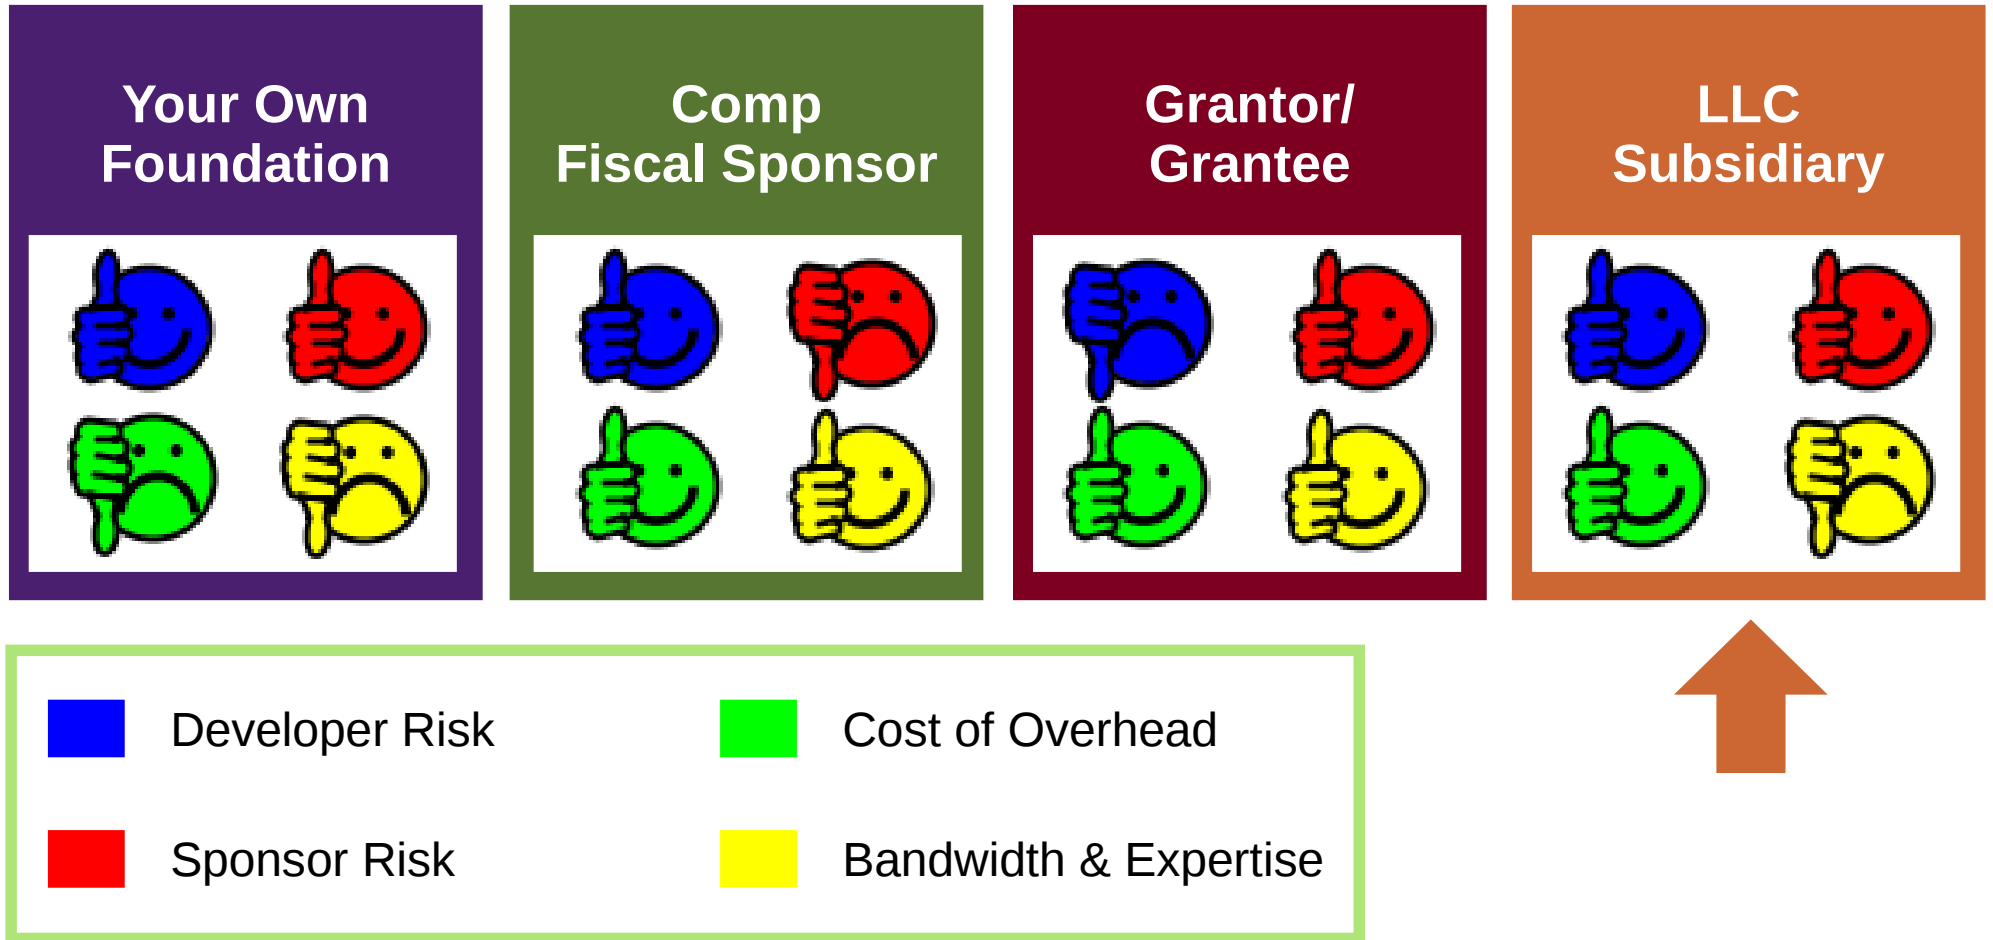 Your Own
Foundation
Comp
Fiscal Sponsor
Grantor/
Grantee
LLC
Subsidiary
Developer Risk
Cost of Overhead
Sponsor Risk
Bandwidth & Expertise